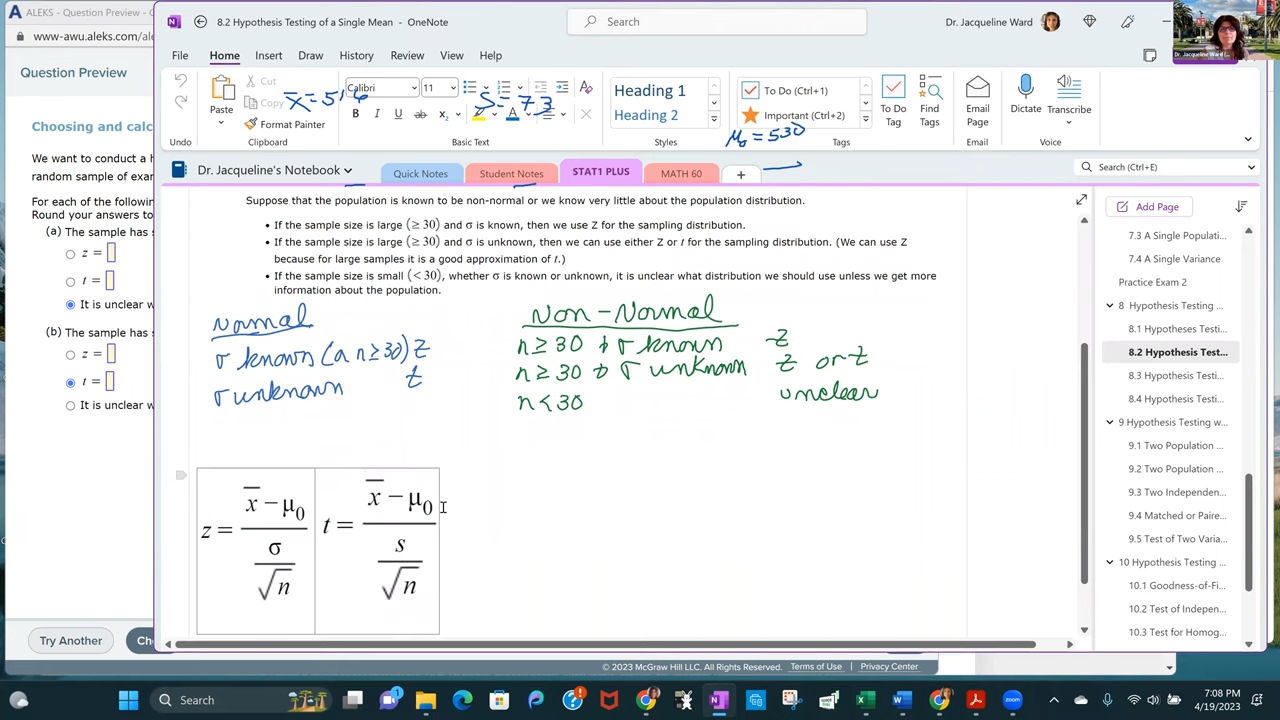 ALEKS - Question Preview
www-awu.aleks.com/ale
Question Preview
Choosing and calc
We want to conduct a h
random sample of exar
For each of the following
Round your answers to
(a) The sample has s
z =
t =
It is unclear w
(b) The sample has s
z =
t =
It is unclear w
Try Another
© 2023 McGraw Hill LLC. All Rights Reserved. Terms of Use | Privacy Center
8.2 Hypothesis Testing of a Single Mean - OneNote
Search
Dr. Jacqueline Ward
Dr. Jacqueline Ward
File Home Insert Draw History Review View Help
Undo
Paste
Cut
Copy
Format Painter
Clipboard
Calibri 11
Basic Text
Heading 1
Heading 2
Styles
To Do (Ctrl+1)
Important (Ctrl+2)
Tags
To Do Tag
Find Tags
Email Page
Email
Dictate
Transcribe
Voice
S = 73
μ₀ = 530
Dr. Jacqueline's Notebook
Quick Notes Student Notes STAT1 PLUS MATH 60 +
Search (Ctrl+E)
Suppose that the population is known to be non-normal or we know very little about the population distribution.
• If the sample size is large (≥ 30) and σ is known, then we use Z for the sampling distribution.
• If the sample size is large (≥ 30) and σ is unknown, then we can use either Z or t for the sampling distribution. (We can use Z
because for large samples it is a good approximation of t.)
• If the sample size is small (< 30), whether σ is known or unknown, it is unclear what distribution we should use unless we get more
information about the population.
Normal
σ known (a n≥30) Z
σ unknown t
Non-Normal
n ≥ 30 + σ known z
n ≥ 30 + σ unknown z or t
n < 30 unclear
z = (x̄ − μ0) / (σ / √n)
t = (x̄ − μ0) / (s / √n)
Add Page
7.3 A Single Populati...
7.4 A Single Variance
Practice Exam 2
8 Hypothesis Testing ...
8.1 Hypotheses Testin...
8.2 Hypothesis Test...
8.3 Hypothesis Testin...
8.4 Hypothesis Testin...
9 Hypothesis Testing w...
9.1 Two Population ...
9.2 Two Population ...
9.3 Two Independen...
9.4 Matched or Paire...
9.5 Test of Two Varia...
10 Hypothesis Testing ...
10.1 Goodness-of-Fi...
10.2 Test of Indepen...
10.3 Test for Homog...
Search
7:08 PM
4/19/2023